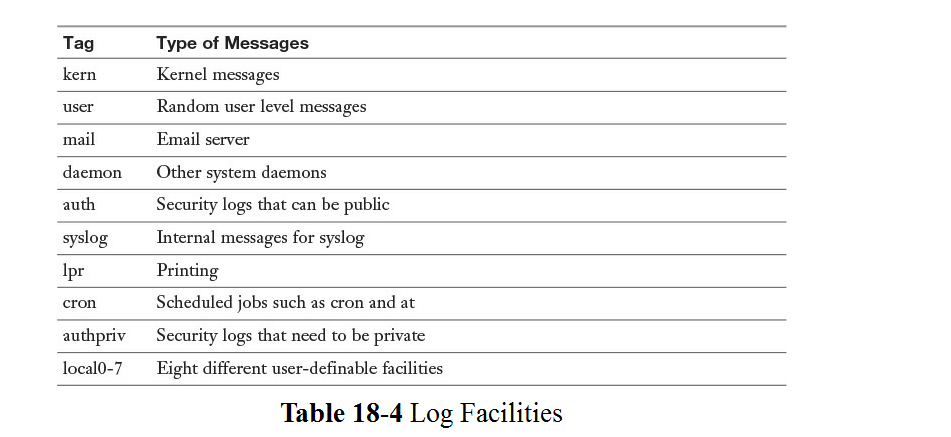 Tag Type of Messages
kern Kernel messages
user Random user level messages
mail Email server
daemon Other system daemons
auth Security logs that can be public
syslog Internal messages for syslog
lpr Printing
cron Scheduled jobs such as cron and at
authpriv Security logs that need to be private
local0-7 Eight different user-definable facilities
Table 18-4 Log Facilities